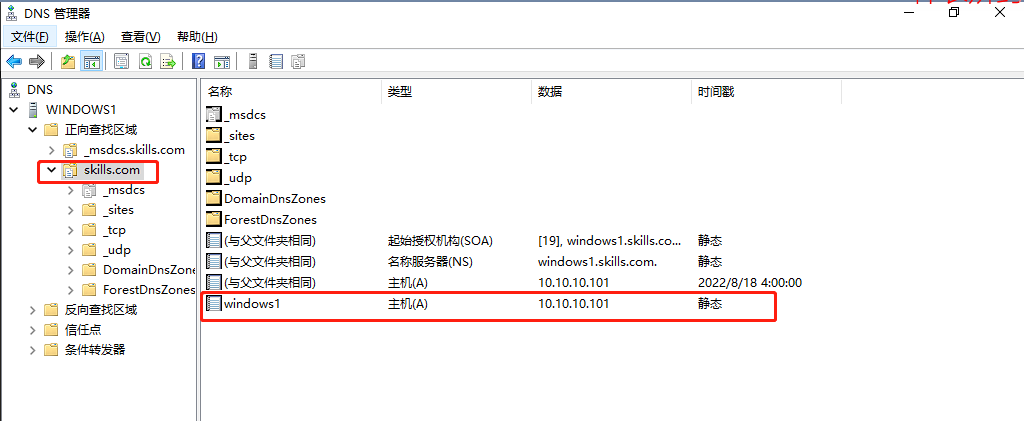 DNS 管理器
文件(F) 操作(A) 查看(V) 帮助(H)
DNS
WINDOWS1
正向查找区域
_msdcs.skills.com
skills.com
_msdcs
_sites
_tcp
_udp
DomainDnsZone
ForestDnsZones
反向查找区域
信任点
条件转发器
名称 类型 数据 时间戳
_msdcs
_sites
_tcp
_udp
DomainDnsZones
ForestDnsZones
(与父文件夹相同) 起始授权机构(SOA) [19], windows1.skills.co... 静态
(与父文件夹相同) 名称服务器(NS) windows1.skills.com. 静态
(与父文件夹相同) 主机(A) 10.10.10.101 2022/8/18 4:00:00
windows1 主机(A) 10.10.10.101 静态